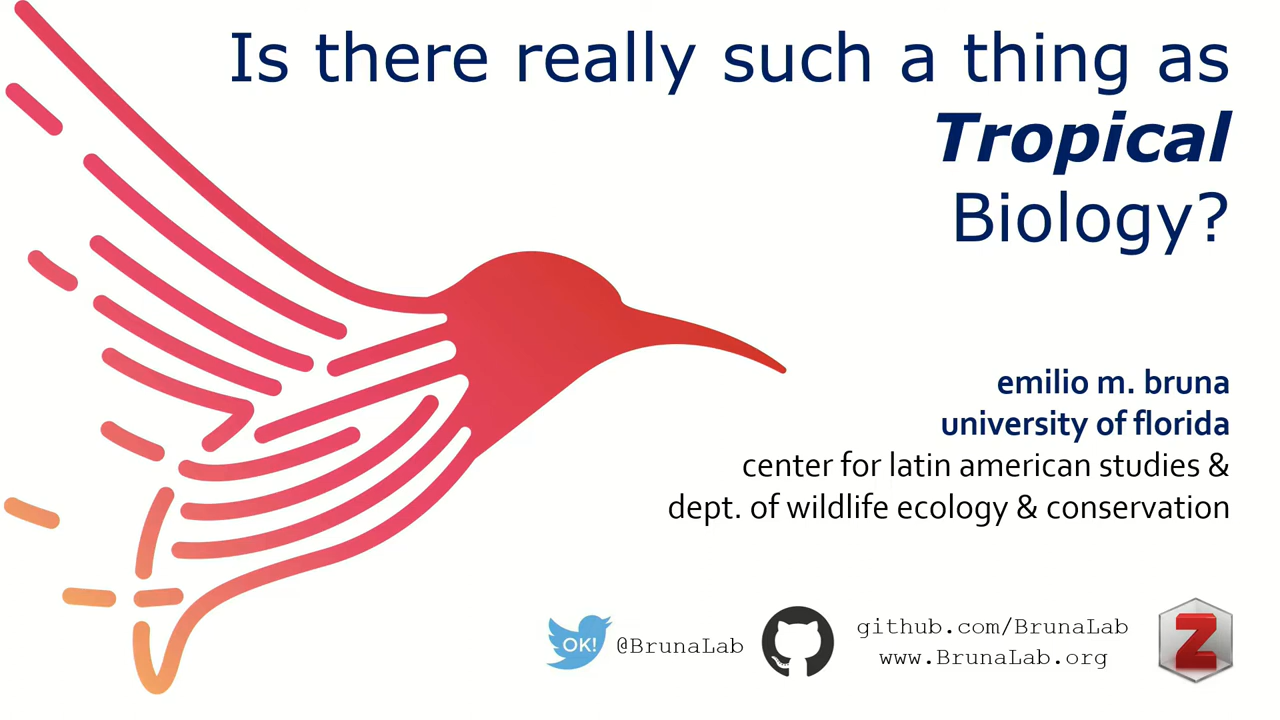 Is there really such a thing as
Tropical
Biology?
emilio m. bruna
university of florida
center for latin american studies &
dept. of wildlife ecology & conservation
OK!
@BrunaLab
github.com/BrunaLab
www.BrunaLab.org
Z